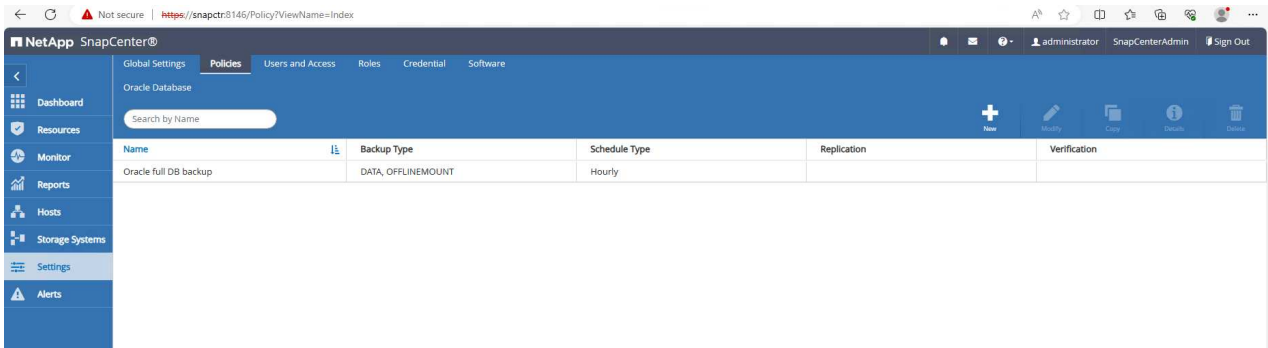 Not secure | https://snapctr:8146/Policy?ViewName=Index
NetApp SnapCenter®
administrator SnapCenterAdmin Sign Out
Global Settings Policies Users and Access Roles Credential Software
Oracle Database
Dashboard
Resources
Monitor
Reports
Hosts
Storage Systems
Settings
Alerts
Search by Name
New Modify Copy Details Delete
Name Backup Type Schedule Type Replication Verification
Oracle full DB backup DATA, OFFLINEMOUNT Hourly